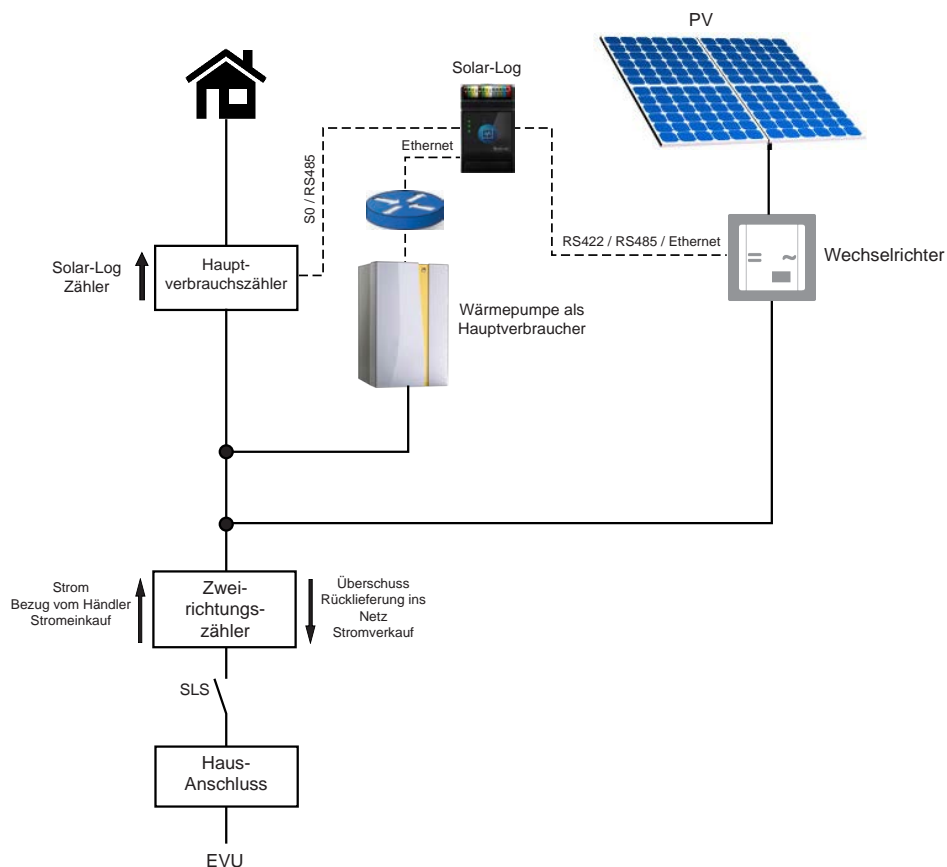 PV
Solar-Log
Ethernet
S0 / RS485
RS422 / RS485 / Ethernet
Wechselrichter
Solar-Log
Zähler
Haupt-
verbrauchszähler
Wärmepumpe als
Hauptverbraucher
Strom
Bezug vom Händler
Stromeinkauf
Zwei-
richtungs-
zähler
Überschuss
Rücklieferung ins
Netz
Stromverkauf
SLS
Haus-
Anschluss
EVU